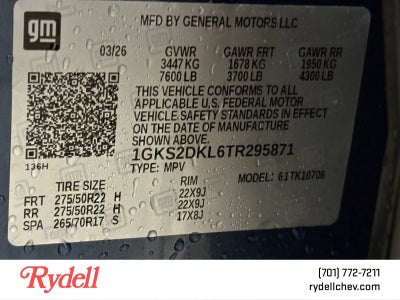 gm
MFD BY GENERAL MOTORS LLC
03/26 GVWR GAWR FRT GAWR RR
3447 KG 1678 KG 1950 KG
7600 LB 3700 LB 4300 LB
THIS VEHICLE CONFORMS TO ALL
APPLICABLE U.S. FEDERAL MOTOR
VEHICLE SAFETY STANDARDS IN EFFECT
ON THE DATE OF MANUFACTURE
SHOWN ABOVE.
1GKS2DKL6TR295871
136H TYPE: MPV MODEL: 61TK10706
TIRE SIZE RIM
FRT 275/50R22 H 22X9J
RR 275/50R22 H 22X9J
SPA 265/70R17 S 17X8J
Rydell
(701) 772-7211
rydellchev.com